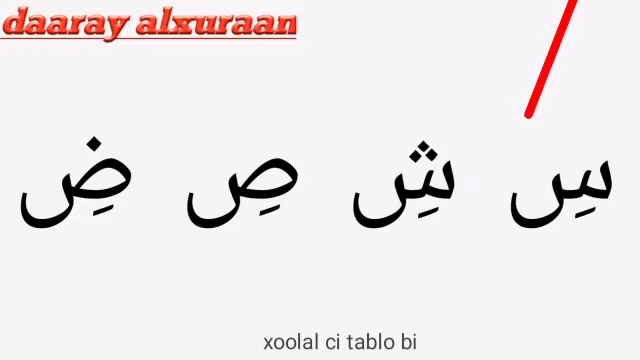 daaray alxuraan
سِ شِ صِ ضِ
xoolal ci tablo bi